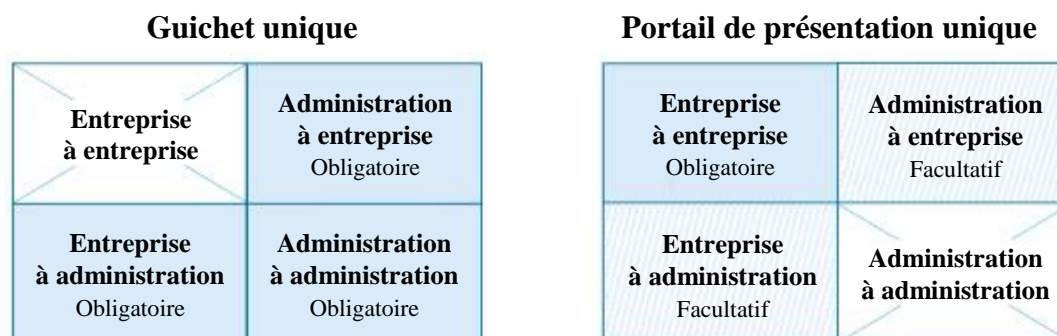 Guichet unique
Entreprise
à entreprise
Administration
à entreprise
Obligatoire
Entreprise
à administration
Obligatoire
Administration
à administration
Obligatoire
Portail de présentation unique
Entreprise
à entreprise
Obligatoire
Administration
à entreprise
Facultatif
Entreprise
à administration
Facultatif
Administration
à administration